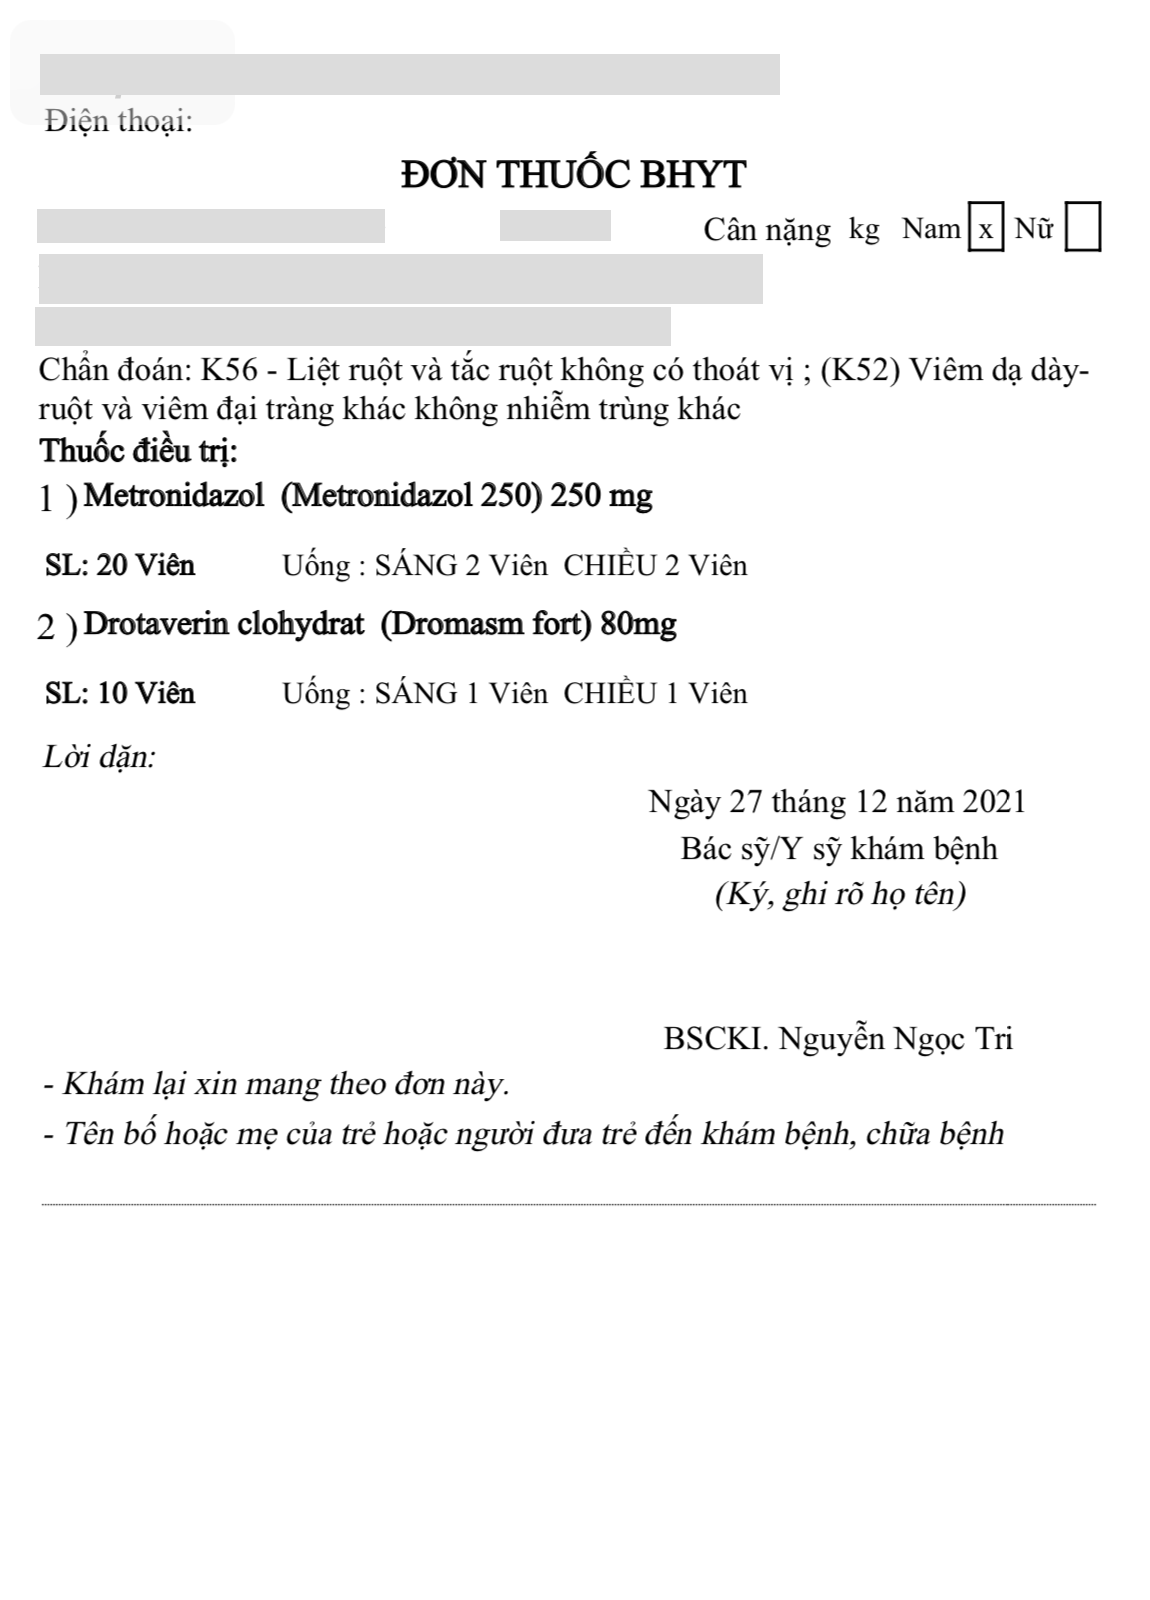 Điện thoại:
ĐƠN THUỐC BHYT
Cân nặng kg Nam x Nữ
Chẩn đoán: K56 - Liệt ruột và tắc ruột không có thoát vị ; (K52) Viêm dạ dày-
ruột và viêm đại tràng khác không nhiễm trùng khác
Thuốc điều trị:
1 ) Metronidazol (Metronidazol 250) 250 mg
SL: 20 Viên Uống : SÁNG 2 Viên CHIỀU 2 Viên
2 ) Drotaverin clohydrat (Dromasm fort) 80mg
SL: 10 Viên Uống : SÁNG 1 Viên CHIỀU 1 Viên
Lời dặn:
Ngày 27 tháng 12 năm 2021
Bác sỹ/Y sỹ khám bệnh
(Ký, ghi rõ họ tên)
BSCKI. Nguyễn Ngọc Tri
- Khám lại xin mang theo đơn này.
- Tên bố hoặc mẹ của trẻ hoặc người đưa trẻ đến khám bệnh, chữa bệnh